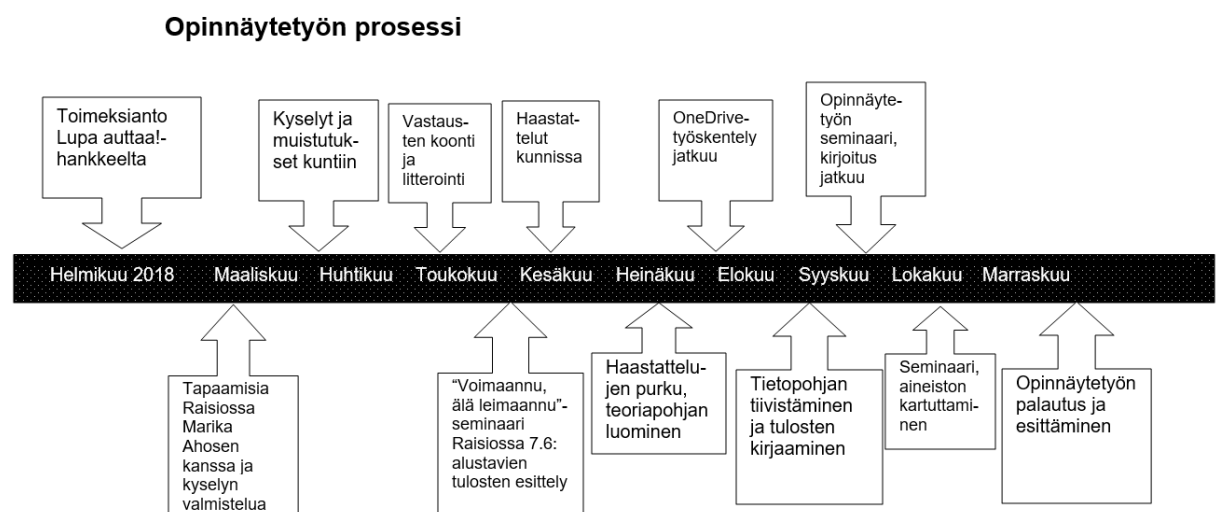 Opinnäytetyön prosessi
Toimeksianto
Lupa auttaa!-
hankkeelta
Kyselyt ja
muistutuk-
set kuntiin
Vastaus-
ten koonti
ja
litterointi
Haastat-
telut
kunnissa
OneDrive-
työskentely
jatkuu
Opinnäyte-
työn
seminaari,
kirjoitus
jatkuu
Helmikuu 2018 Maaliskuu Huhtikuu Toukokuu Kesäkuu Heinäkuu Elokuu Syyskuu Lokakuu Marraskuu
Tapaamisia
Raisiossa
Marika
Ahosen
kanssa ja
kyselyn
valmistelua
“Voimaannu,
älä leimaannu”-
seminaari
Raisiossa 7.6:
alustavien
tulosten esittely
Haastattelu-
jen purku,
teoriapohjan
luominen
Tietopohjan
tiivistäminen
ja tulosten
kirjaaminen
Seminaari,
aineiston
kartuttami-
nen
Opinnäytetyön
palautus ja
esittäminen